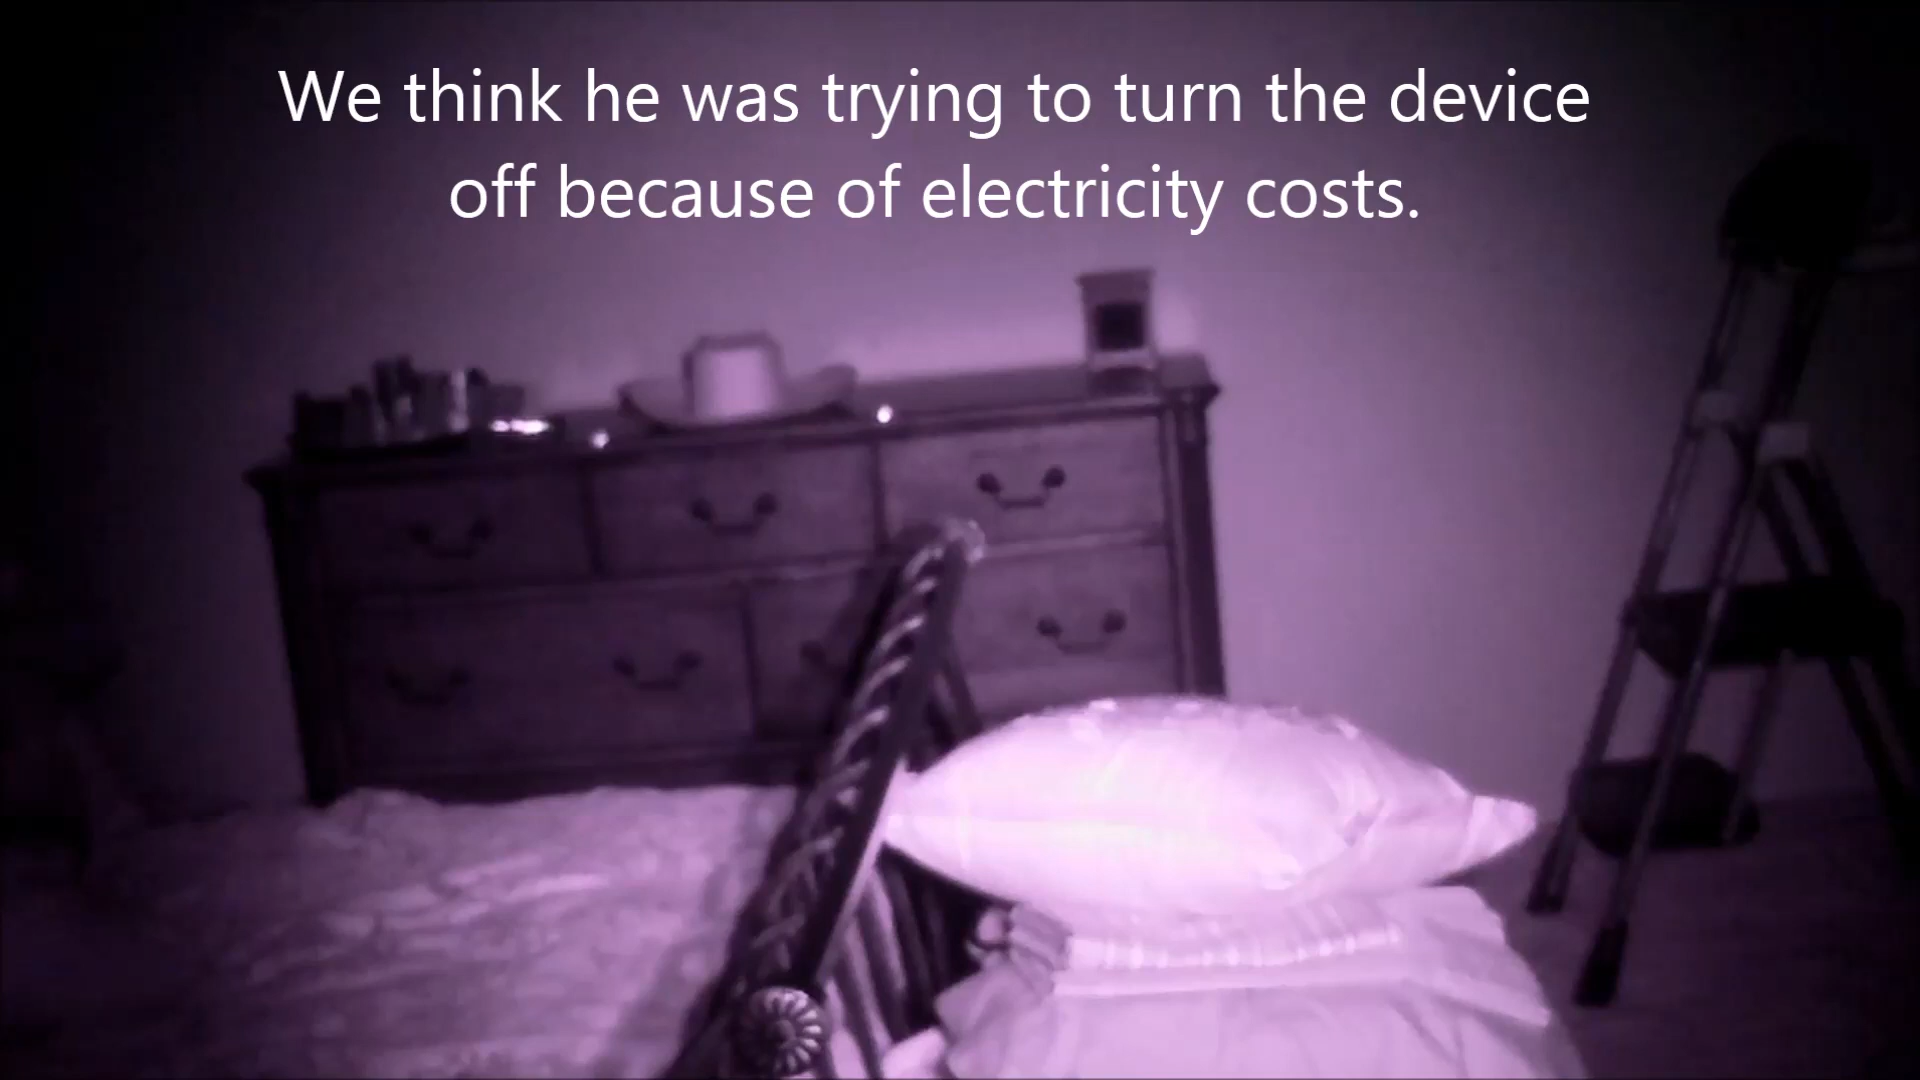 We think he was trying to turn the device
off because of electricity costs.